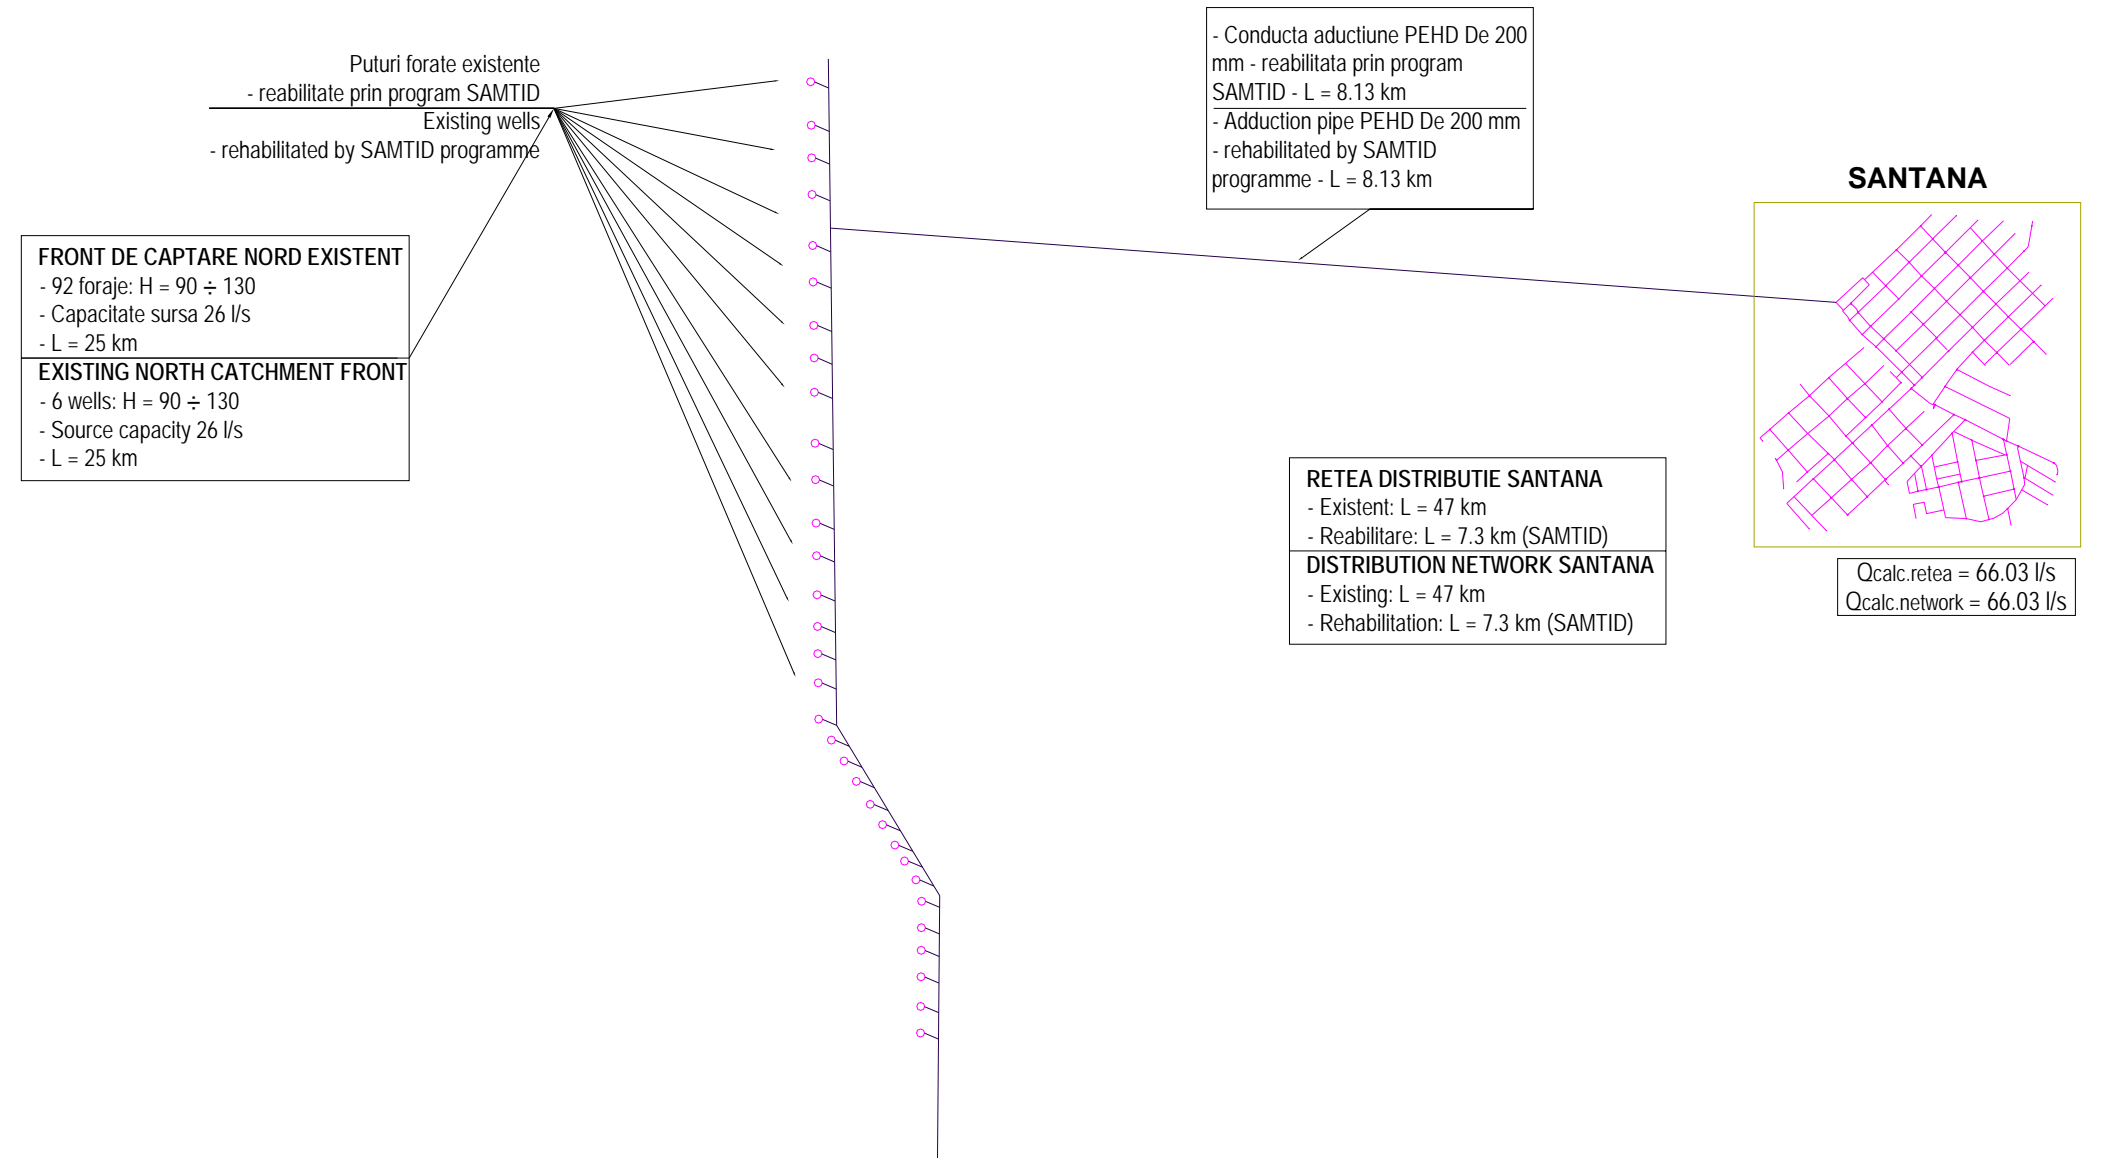 Puturi forate existente
- reabilitate prin program SAMTID
Existing wells
- rehabilitated by SAMTID programme
- Conducta aductiune PEHD De 200
mm - reabilitata prin program
SAMTID - L = 8.13 km
- Adduction pipe PEHD De 200 mm
- rehabilitated by SAMTID
programme - L = 8.13 km
SANTANA
FRONT DE CAPTARE NORD EXISTENT
- 92 foraje: H = 90 ÷ 130
- Capacitate sursa 26 l/s
- L = 25 km
EXISTING NORTH CATCHMENT FRONT
- 6 wells: H = 90 ÷ 130
- Source capacity 26 l/s
- L = 25 km
RETEA DISTRIBUTIE SANTANA
- Existent: L = 47 km
- Reabilitare: L = 7.3 km (SAMTID)
DISTRIBUTION NETWORK SANTANA
- Existing: L = 47 km
- Rehabilitation: L = 7.3 km (SAMTID)
Qcalc.retea = 66.03 l/s
Qcalc.network = 66.03 l/s